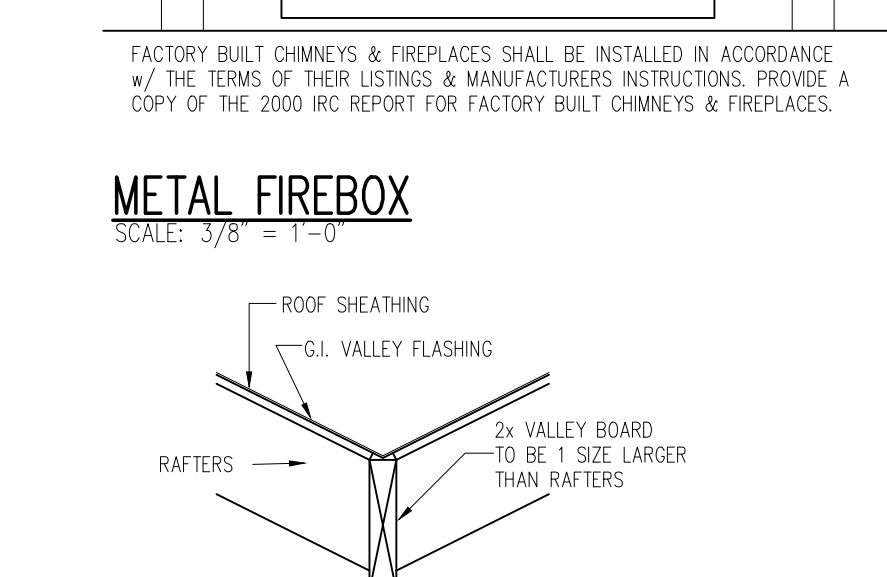 FACTORY BUILT CHIMNEYS & FIREPLACES SHALL BE INSTALLED IN ACCORDANCE
w/ THE TERMS OF THEIR LISTINGS & MANUFACTURERS INSTRUCTIONS. PROVIDE A
COPY OF THE 2000 IRC REPORT FOR FACTORY BUILT CHIMNEYS & FIREPLACES.
METAL FIREBOX
SCALE: 3/8" = 1'-0"
ROOF SHEATHING
G.I. VALLEY FLASHING
2x VALLEY BOARD
TO BE 1 SIZE LARGER
THAN RAFTERS
RAFTERS